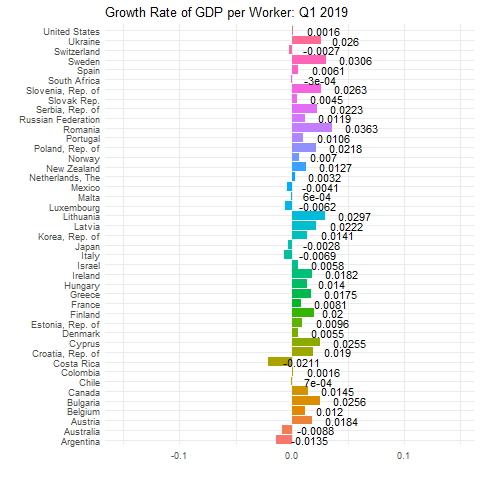 Growth Rate of GDP per Worker: Q1 2019
United States 0.0016
Ukraine 0.026
Switzerland -0.0027
Sweden 0.0306
Spain 0.0061
South Africa -3e-04
Slovenia, Rep. of 0.0263
Slovak Rep. 0.0045
Serbia, Rep. of 0.0223
Russian Federation 0.0119
Romania 0.0363
Portugal 0.0106
Poland, Rep. of 0.0218
Norway 0.007
New Zealand 0.0127
Netherlands, The 0.0032
Mexico -0.0041
Malta 6e-04
Luxembourg -0.0062
Lithuania 0.0297
Latvia 0.0222
Korea, Rep. of 0.0141
Japan -0.0028
Italy -0.0069
Israel 0.0058
Ireland 0.0182
Hungary 0.014
Greece 0.0175
France 0.0081
Finland 0.02
Estonia, Rep. of 0.0096
Denmark 0.0055
Cyprus 0.0255
Croatia, Rep. of 0.019
Costa Rica -0.0211
Colombia 0.0016
Chile 7e-04
Canada 0.0145
Bulgaria 0.0256
Belgium 0.012
Austria 0.0184
Australia -0.0088
Argentina -0.0135
-0.1 0.0 0.1